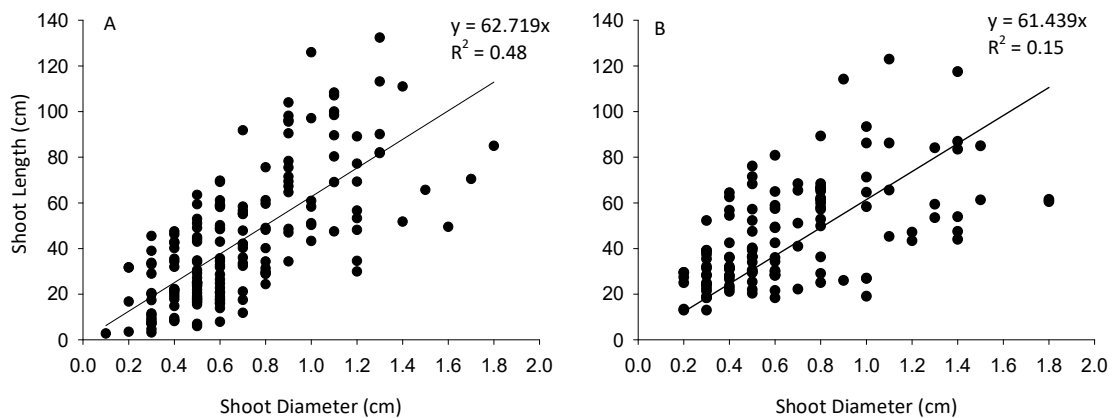 A
y = 62.719x
R² = 0.48
Shoot Length (cm)
140
120
100
80
60
40
20
0
0.0 0.2 0.4 0.6 0.8 1.0 1.2 1.4 1.6 1.8 2.0
Shoot Diameter (cm)
B
y = 61.439x
R² = 0.15
140
120
100
80
60
40
20
0
0.0 0.2 0.4 0.6 0.8 1.0 1.2 1.4 1.6 1.8 2.0
Shoot Diameter (cm)